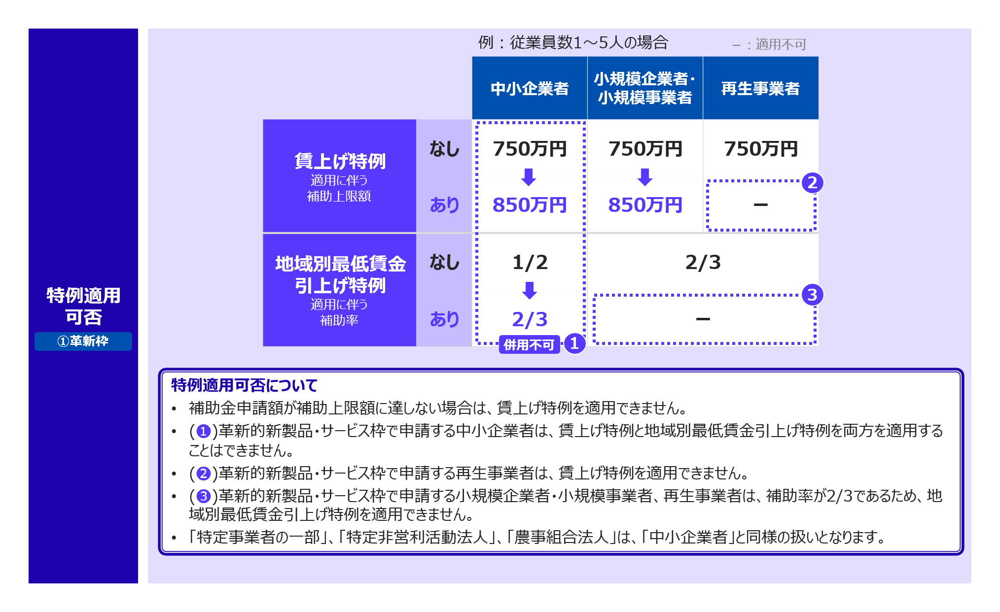 特例適用
可否
①革新枠
例：従業員数1～5人の場合
－：適用不可
中小企業者
小規模企業者・
小規模事業者
再生事業者
賃上げ特例
適用に伴う
補助上限額
なし
750万円
750万円
750万円
あり
850万円
850万円
－
2
地域別最低賃金
引上げ特例
適用に伴う
補助率
なし
1/2
2/3
あり
2/3
－
3
併用不可
1
特例適用可否について
• 補助金申請額が補助上限額に達しない場合は、賃上げ特例を適用できません。
• (❶)革新的新製品・サービス枠で申請する中小企業者は、賃上げ特例と地域別最低賃金引上げ特例を両方を適用する
ことはできません。
• (❷)革新的新製品・サービス枠で申請する再生事業者は、賃上げ特例を適用できません。
• (❸)革新的新製品・サービス枠で申請する小規模企業者・小規模事業者、再生事業者は、補助率が2/3であるため、地
域別最低賃金引上げ特例を適用できません。
• 「特定事業者の一部」、「特定非営利活動法人」、「農事組合法人」は、「中小企業者」と同様の扱いとなります。